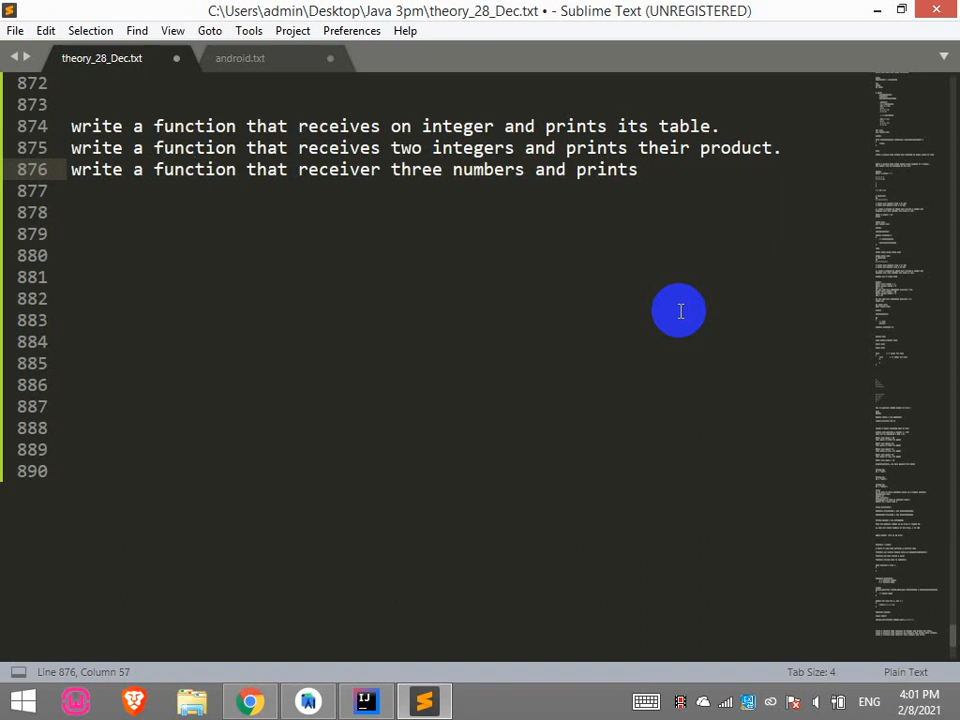 C:\Users\admin\Desktop\Java 3pm\theory_28_Dec.txt • - Sublime Text (UNREGISTERED)
File Edit Selection Find View Goto Tools Project Preferences Help
theory_28_Dec.txt android.txt
872
873
874 write a function that receives on integer and prints its table.
875 write a function that receives two integers and prints their product.
876 write a function that receiver three numbers and prints
877
878
879
880
881
882
883
884
885
886
887
888
889
890
Line 876, Column 57 Tab Size: 4 Plain Text
ENG
4:01 PM
2/8/2021